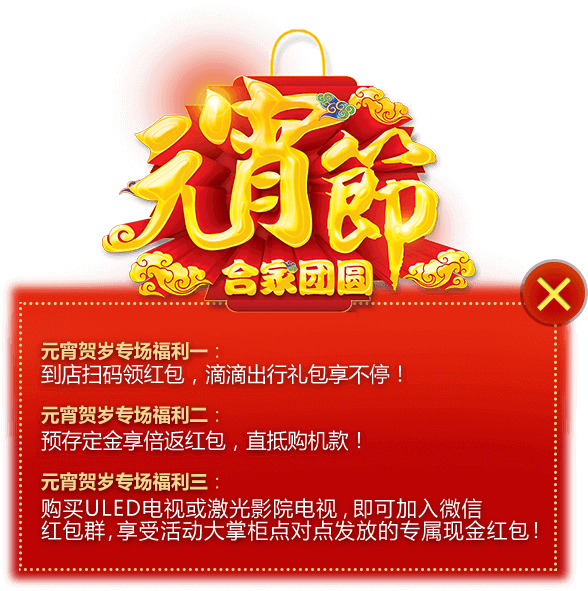 元宵節
合家团圆
元宵贺岁专场福利一：
到店扫码领红包，滴滴出行礼包享不停！
元宵贺岁专场福利二：
预存定金享倍返红包，直抵购机款！
元宵贺岁专场福利三：
购买ULED电视或激光影院电视，即可加入微信
红包群，享受活动大掌柜点对点发放的专属现金红包！